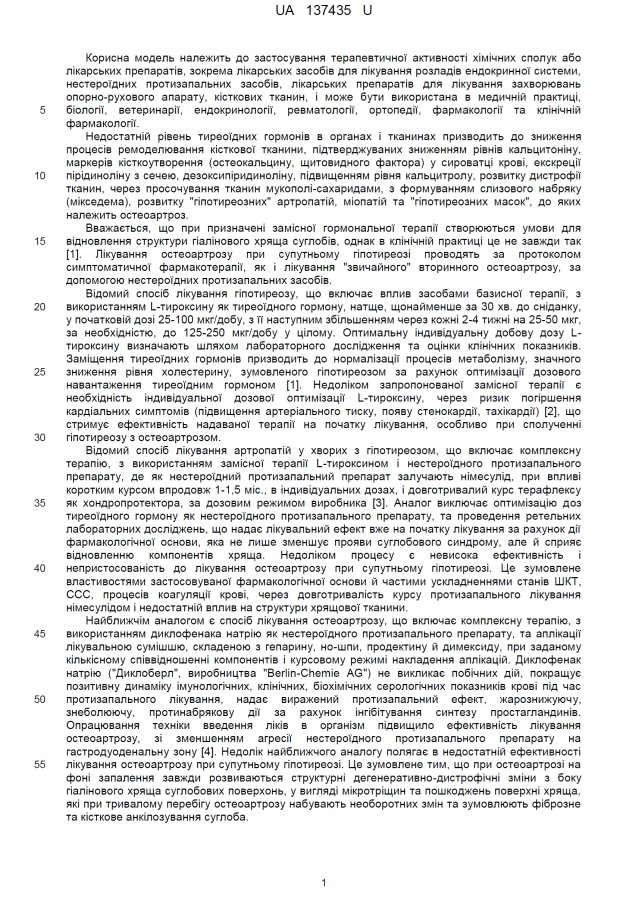 UA 137435 U
Корисна модель належить до застосування терапевтичної активності хімічних сполук або
лікарських препаратів, зокрема лікарських засобів для лікування розладів ендокринної системи,
нестероїдних протизапальних засобів, лікарських препаратів для лікування захворювань
опорно-рухового апарату, кісткових тканин, і може бути використана в медичній практиці,
5 біології, ветеринарії, ендокринології, ревматології, ортопедії, фармакології та клінічній
фармакології.
Недостатній рівень тиреоїдних гормонів в органах і тканинах призводить до зниження
процесів ремоделювання кісткової тканини, підтверджуваних зниженням рівнів кальцитоніну,
маркерів кісткоутворення (остеокальцину, щитовидного фактора) у сироватці крові, екскреції
10 пірідиноліну з сечею, дезоксипіридиноліну, підвищенням рівня кальцитролу, розвитку дистрофії
тканин, через просочування тканин мукополі-сахаридами, з формуванням слизового набряку
(мікседема), розвитку "гіпотиреозних" артропатій, міопатій та "гіпотиреозних масок", до яких
належить остеоартроз.
Вважається, що при призначені замісної гормональної терапії створюються умови для
15 відновлення структури гіалінового хряща суглобів, однак в клінічній практиці це не завжди так
[1]. Лікування остеоартрозу при супутньому гіпотиреозі проводять за протоколом
симптоматичної фармакотерапії, як і лікування "звичайного" вторинного остеоартрозу, за
допомогою нестероїдних протизапальних засобів.
Відомий спосіб лікування гіпотиреозу, що включає вплив засобами базисної терапії, з
20 використанням L-тироксину як тиреоїдного гормону, натще, щонайменше за 30 хв. до сніданку,
у початковій дозі 25-100 мкг/добу, з її наступним збільшенням через кожні 2-4 тижні на 25-50 мкг,
за необхідністю, до 125-250 мкг/добу у цілому. Оптимальну індивідуальну добову дозу L-
тироксину визначають шляхом лабораторного дослідження та оцінки клінічних показників.
Заміщення тиреоїдних гормонів призводить до нормалізації процесів метаболізму, значного
25 зниження рівня холестерину, зумовленого гіпотиреозом за рахунок оптимізації дозового
навантаження тиреоїдним гормоном [1]. Недоліком запропонованої замісної терапії є
необхідність індивідуальної дозової оптимізації L-тироксину, через ризик погіршення
кардіальних симптомів (підвищення артеріального тиску, появу стенокардії, тахікардії) [2], що
стримує ефективність надаваної терапії на початку лікування, особливо при сполученні
30 гіпотиреозу з остеоартрозом.
Відомий спосіб лікування артропатій у хворих з гіпотиреозом, що включає комплексну
терапію, з використанням замісної терапії L-тироксином і нестероїдного протизапального
препарату, де як нестероїдний протизапальний препарат залучають німесулід, при впливі
коротким курсом впродовж 1-1,5 міс., в індивідуальних дозах, і довготривалий курс терафлексу
35 як хондропротектора, за дозовим режимом виробника [3]. Аналог виключає оптимізацію доз
тиреоїдного гормону як нестероїдного протизапального препарату, та проведення ретельних
лабораторних досліджень, що надає лікувальний ефект вже на початку лікування за рахунок дії
фармакологічної основи, яка не лише зменшує прояви суглобового синдрому, але й сприяє
відновленню компонентів хряща. Недоліком процесу є невисока ефективність і
40 непристосованість до лікування остеоартрозу при супутньому гіпотиреозі. Це зумовлене
властивостями застосовуваної фармакологічної основи й частими ускладненнями станів ШКТ,
ССС, процесів коагуляції крові, через довготривалість курсу протизапального лікування
німесулідом і недостатній вплив на структури хрящової тканини.
Найближчім аналогом є спосіб лікування остеоартрозу, що включає комплексну терапію, з
45 використанням диклофенака натрію як нестероїдного протизапального препарату, та аплікації
лікувальною сумішшю, складеною з гепарину, но-шпи, продектину й димексиду, при заданому
кількісному співвідношенні компонентів і курсовому режимі накладення аплікацій. Диклофенак
натрію ("Диклоберл", виробництва "Berlin-Chemie AG") не викликає побічних дій, покращує
позитивну динаміку імунологічних, клінічних, біохімічних серологічних показників крові під час
50 протизапального лікування, надає виражений протизапальний ефект, жарознижуючу,
знеболюючу, протинабрякову дії за рахунок інгібітування синтезу простагландинів.
Опрацювання техніки введення ліків в організм підвищило ефективність лікування
остеоартрозу, зі зменшенням агресії нестероїдного протизапального препарату на
гастродуоденальну зону [4]. Недолік найближчого аналогу полягає в недостатній ефективності
55 лікування остеоартрозу при супутньому гіпотиреозі. Це зумовлене тим, що при остеоартрозі на
фоні запалення завжди розвиваються структурні дегенеративно-дистрофічні зміни з боку
гіалінового хряща суглобових поверхонь, у вигляді мікротріщин та пошкоджень поверхні хряща,
які при тривалому перебігу остеоартрозу набувають необоротних змін та зумовлюють фіброзне
та кісткове анкілозування суглоба.
1